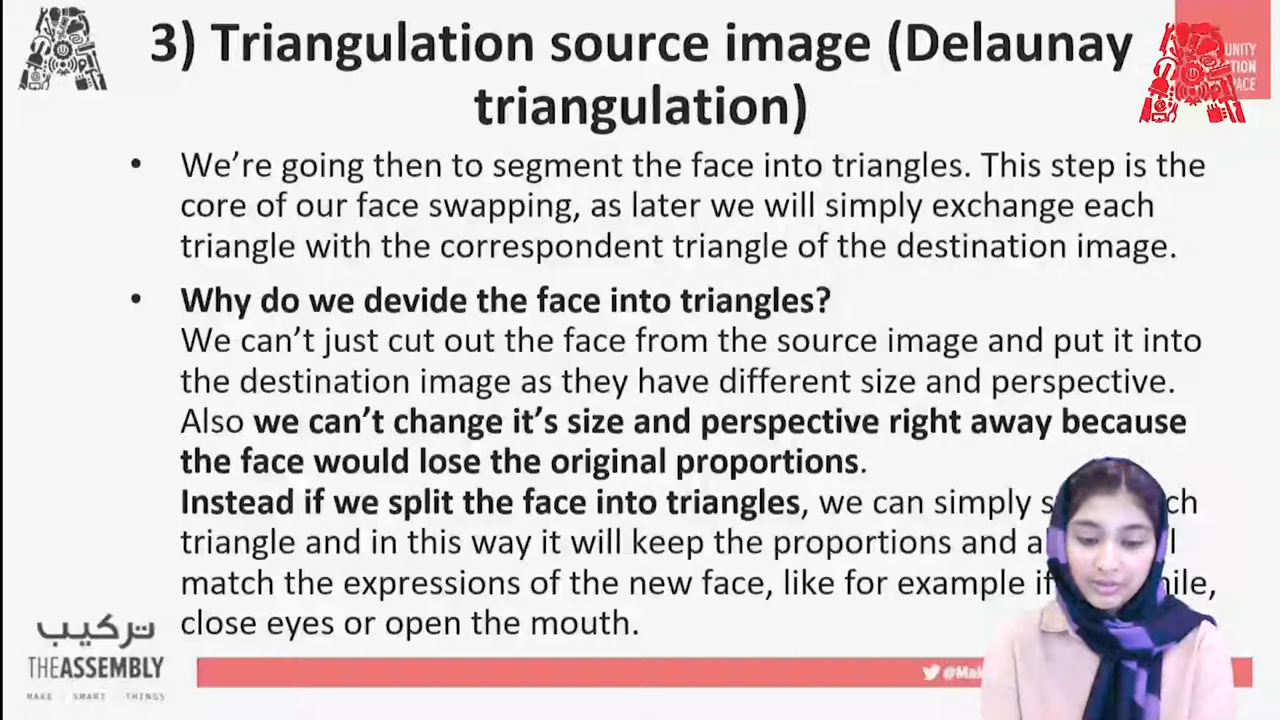 3) Triangulation source image (Delaunay
triangulation)
UNITY
TION
ACE
• We’re going then to segment the face into triangles. This step is the
core of our face swapping, as later we will simply exchange each
triangle with the correspondent triangle of the destination image.
• Why do we devide the face into triangles?
We can’t just cut out the face from the source image and put it into
the destination image as they have different size and perspective.
Also we can’t change it’s size and perspective right away because
the face would lose the original proportions.
Instead if we split the face into triangles, we can simply
triangle and in this way it will keep the proportions and
match the expressions of the new face, like for example if
close eyes or open the mouth.
تركيب
THEASSEMBLY
MAKE SMART THINGS